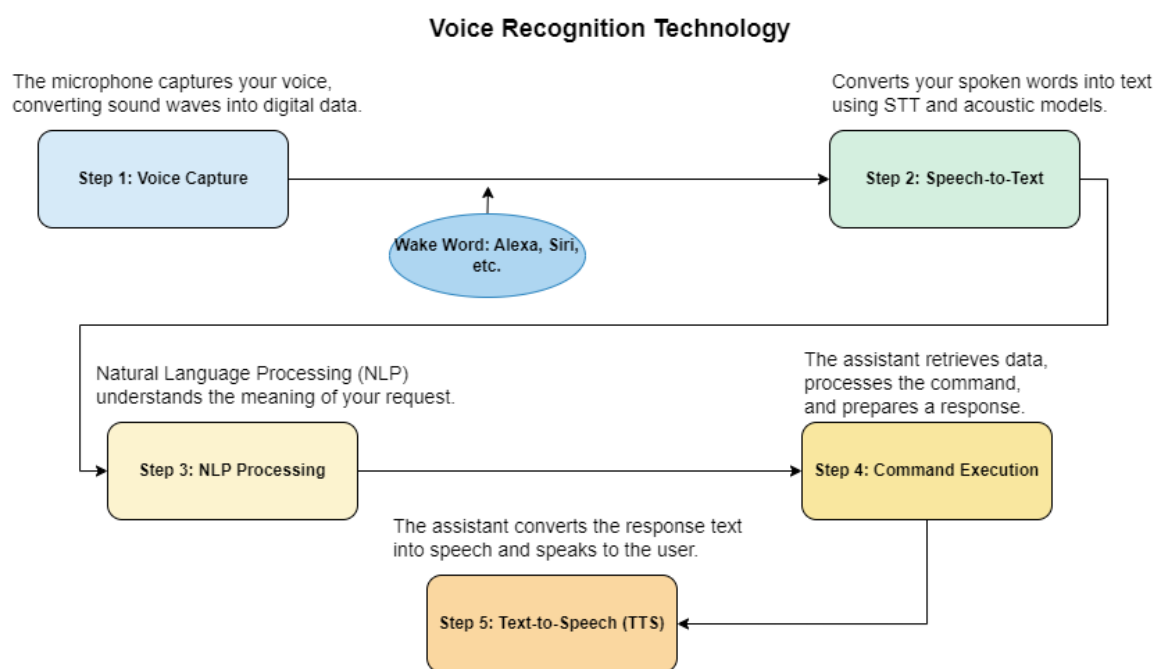 Voice Recognition Technology
The microphone captures your voice,
converting sound waves into digital data.
Step 1: Voice Capture
Converts your spoken words into text
using STT and acoustic models.
Step 2: Speech-to-Text
Wake Word: Alexa, Siri,
etc.
Natural Language Processing (NLP)
understands the meaning of your request.
Step 3: NLP Processing
The assistant retrieves data,
processes the command,
and prepares a response.
Step 4: Command Execution
The assistant converts the response text
into speech and speaks to the user.
Step 5: Text-to-Speech (TTS)